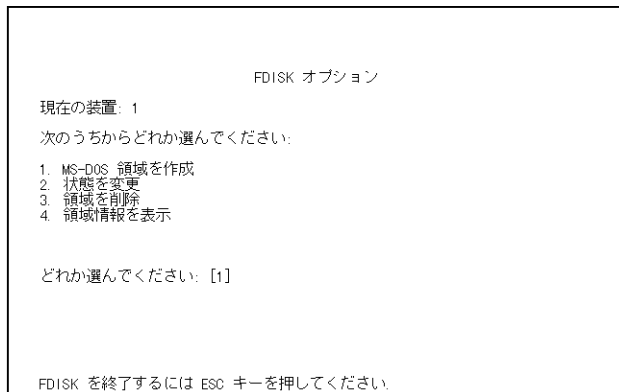 FDISK オプション
現在の装置: 1
次のうちからどれか選んでください:
1. MS-DOS 領域を作成
2. 状態を変更
3. 領域を削除
4. 領域情報を表示
どれか選んでください: [1]
FDISK を終了するには ESC キーを押してください.